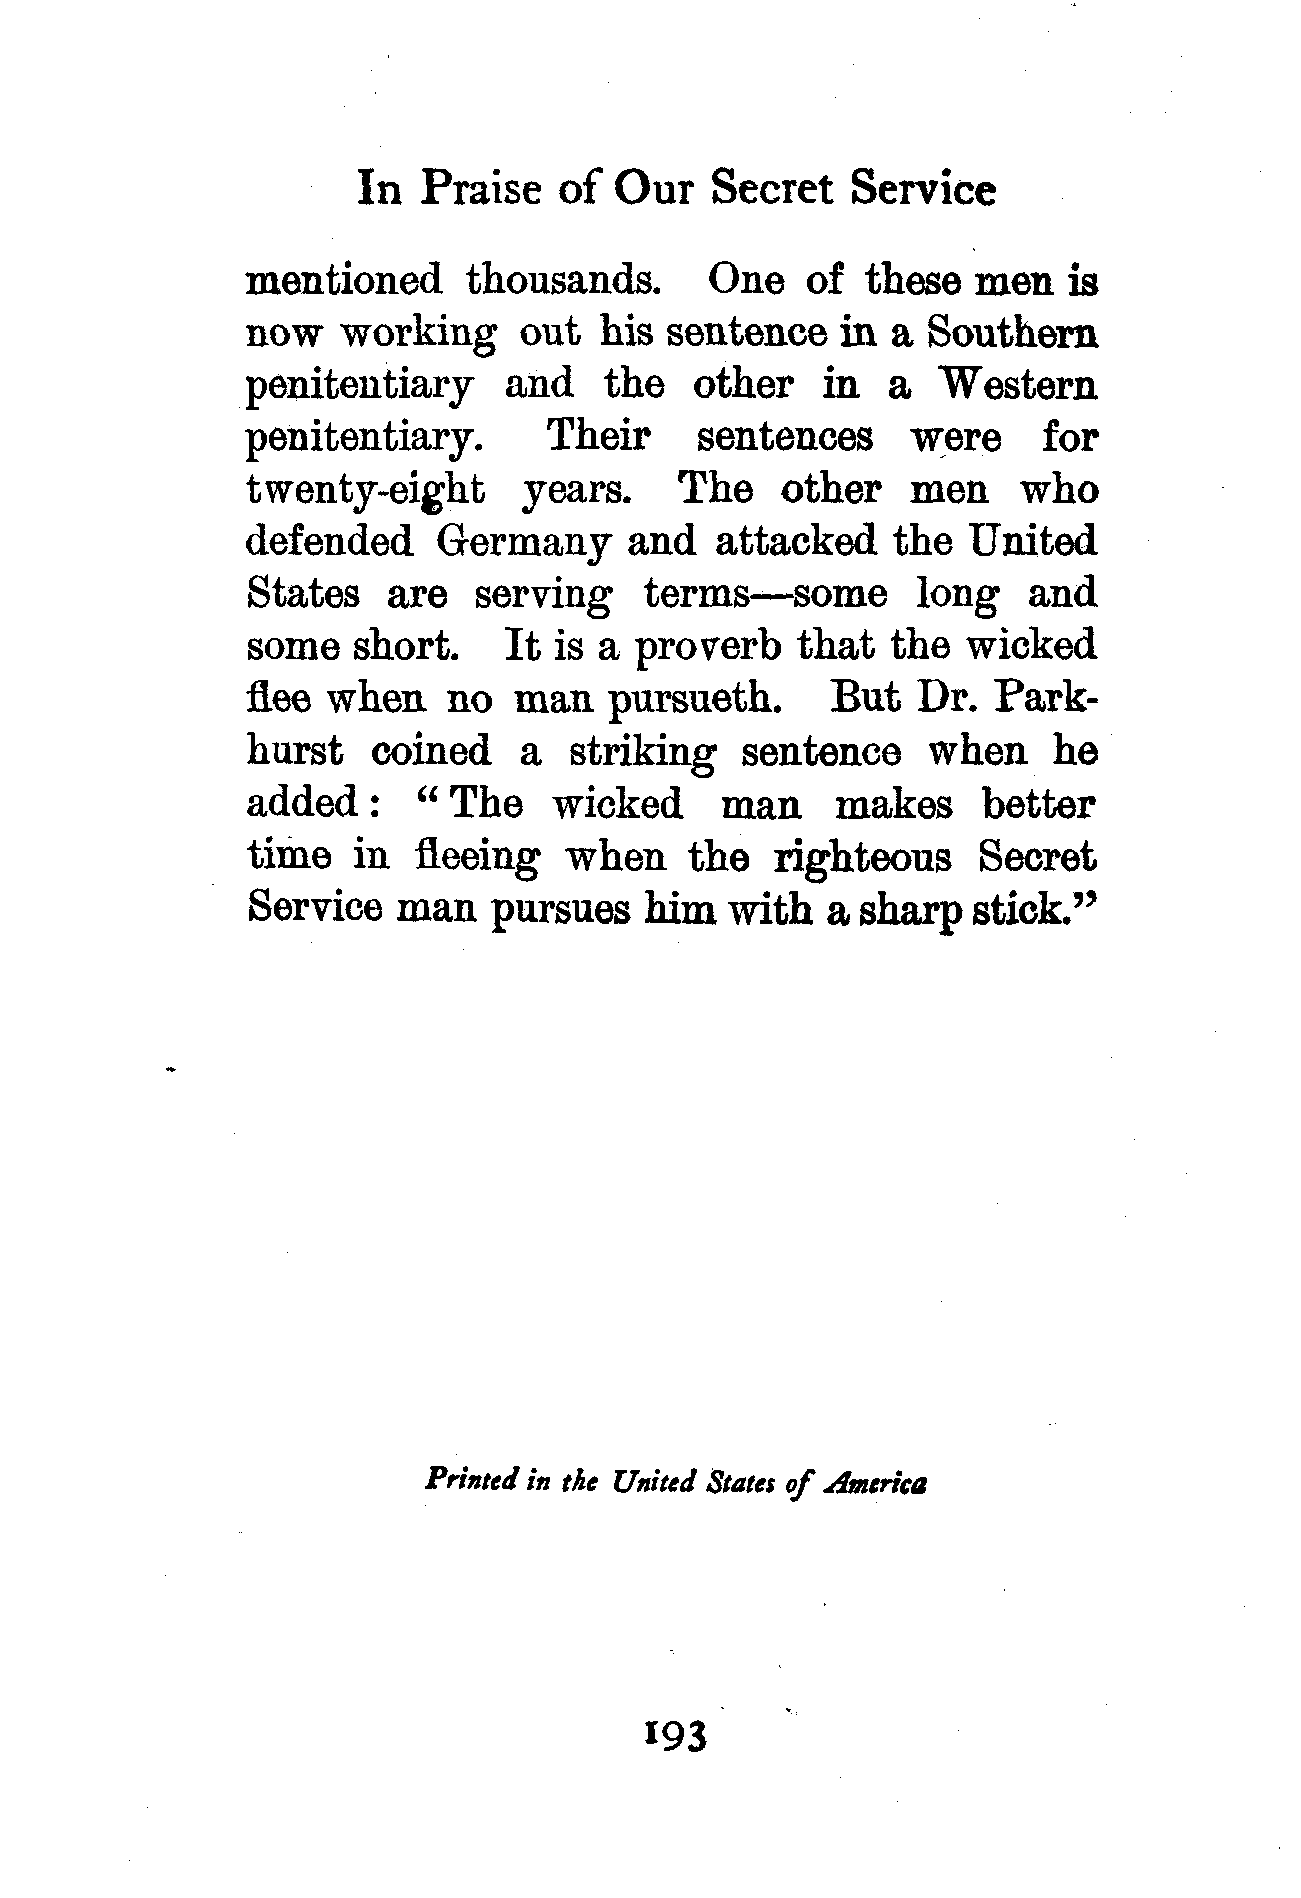 In Praise of Our Secret Service
mentioned thousands. One of these men is
now working out his sentence in a Southern
penitentiary and the other in a Western
penitentiary. Their sentences were for
twenty-eight years. The other men who
defended Germany and attacked the United
States are serving terms—some long and
some short. It is a proverb that the wicked
flee when no man pursueth. But Dr. Park-
hurst coined a striking sentence when he
added: “The wicked man makes better
time in fleeing when the righteous Secret
Service man pursues him with a sharp stick.”
Printed in the United States of America
193